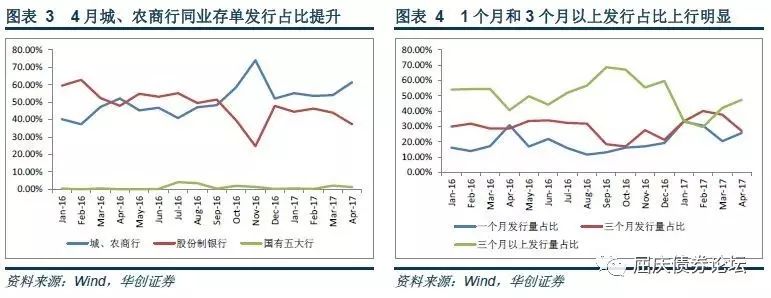 图表 3 4月城、农商行同业存单发行占比提升
80.00%
70.00%
60.00%
50.00%
40.00%
30.00%
20.00%
10.00%
0.00%
Jan-16
Feb-16
Mar-16
Apr-16
May-16
Jun-16
Jul-16
Aug-16
Sep-16
Oct-16
Nov-16
Dec-16
Jan-17
Feb-17
Mar-17
Apr-17
城、农商行
股份制银行
国有五大行
资料来源：Wind，华创证券
图表 4 1个月和3个月以上发行占比上行明显
80.00%
70.00%
60.00%
50.00%
40.00%
30.00%
20.00%
10.00%
0.00%
Jan-16
Feb-16
Mar-16
Apr-16
May-16
Jun-16
Jul-16
Aug-16
Sep-16
Oct-16
Nov-16
Dec-16
Jan-17
Feb-17
Mar-17
Apr-17
一个月发行量占比
三个月发行量占比
三个月以上发行量占比
资料来源：Wind，华创证券
屈庆债券论坛